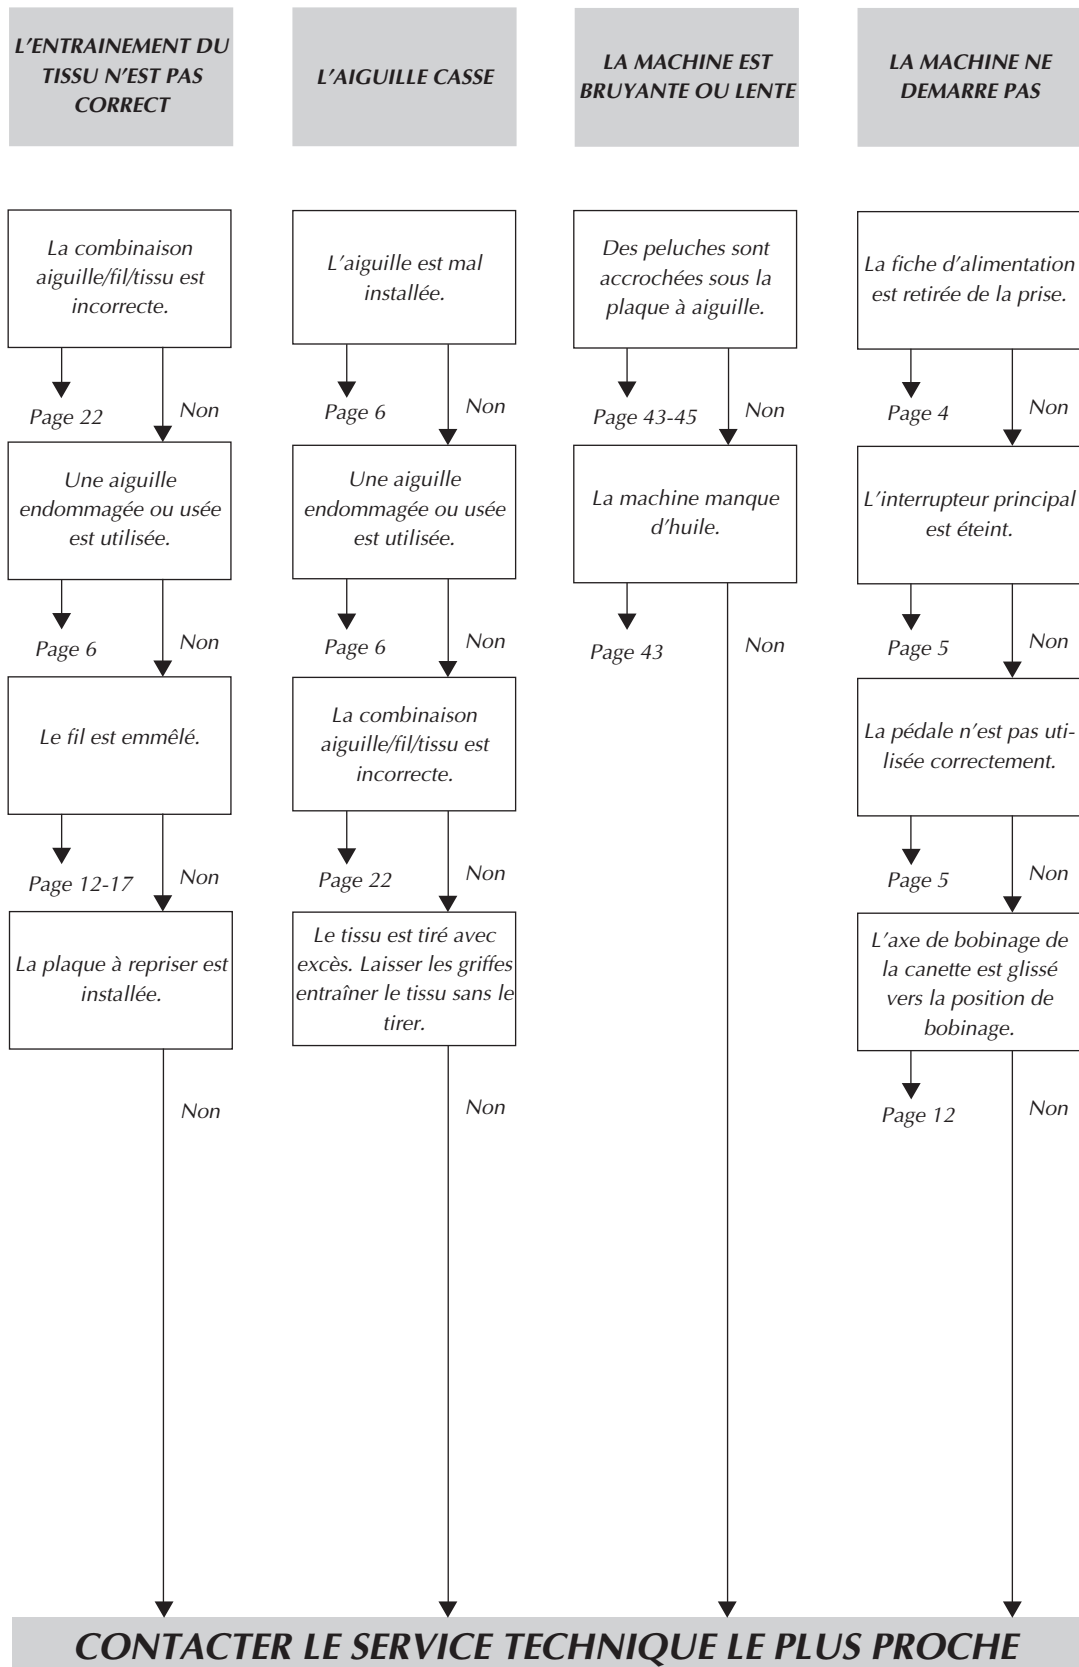 L'ENTRAINEMENT DU
TISSU N'EST PAS
CORRECT
La combinaison
aiguille/fil/tissu est
incorrecte.
Page 22
Non
Une aiguille
endommagée ou usée
est utilisée.
Page 6
Non
Le fil est emmêlé.
Page 12-17
Non
La plaque à repriser est
installée.
Non
L'AIGUILLE CASSE
L'aiguille est mal
installée.
Page 6
Non
Une aiguille
endommagée ou usée
est utilisée.
Page 6
Non
La combinaison
aiguille/fil/tissu est
incorrecte.
Page 22
Non
Le tissu est tiré avec
excès. Laisser les griffes
entraîner le tissu sans le
tirer.
Non
LA MACHINE EST
BRUYANTE OU LENTE
Des peluches sont
accrochées sous la
plaque à aiguille.
Page 43-45
Non
La machine manque
d'huile.
Page 43
Non
LA MACHINE NE
DEMARRE PAS
La fiche d'alimentation
est retirée de la prise.
Page 4
Non
L'interrupteur principal
est éteint.
Page 5
Non
La pédale n'est pas uti-
lisée correctement.
Page 5
Non
L'axe de bobinage de
la canette est glissé
vers la position de
bobinage.
Page 12
Non
CONTACTER LE SERVICE TECHNIQUE LE PLUS PROCHE